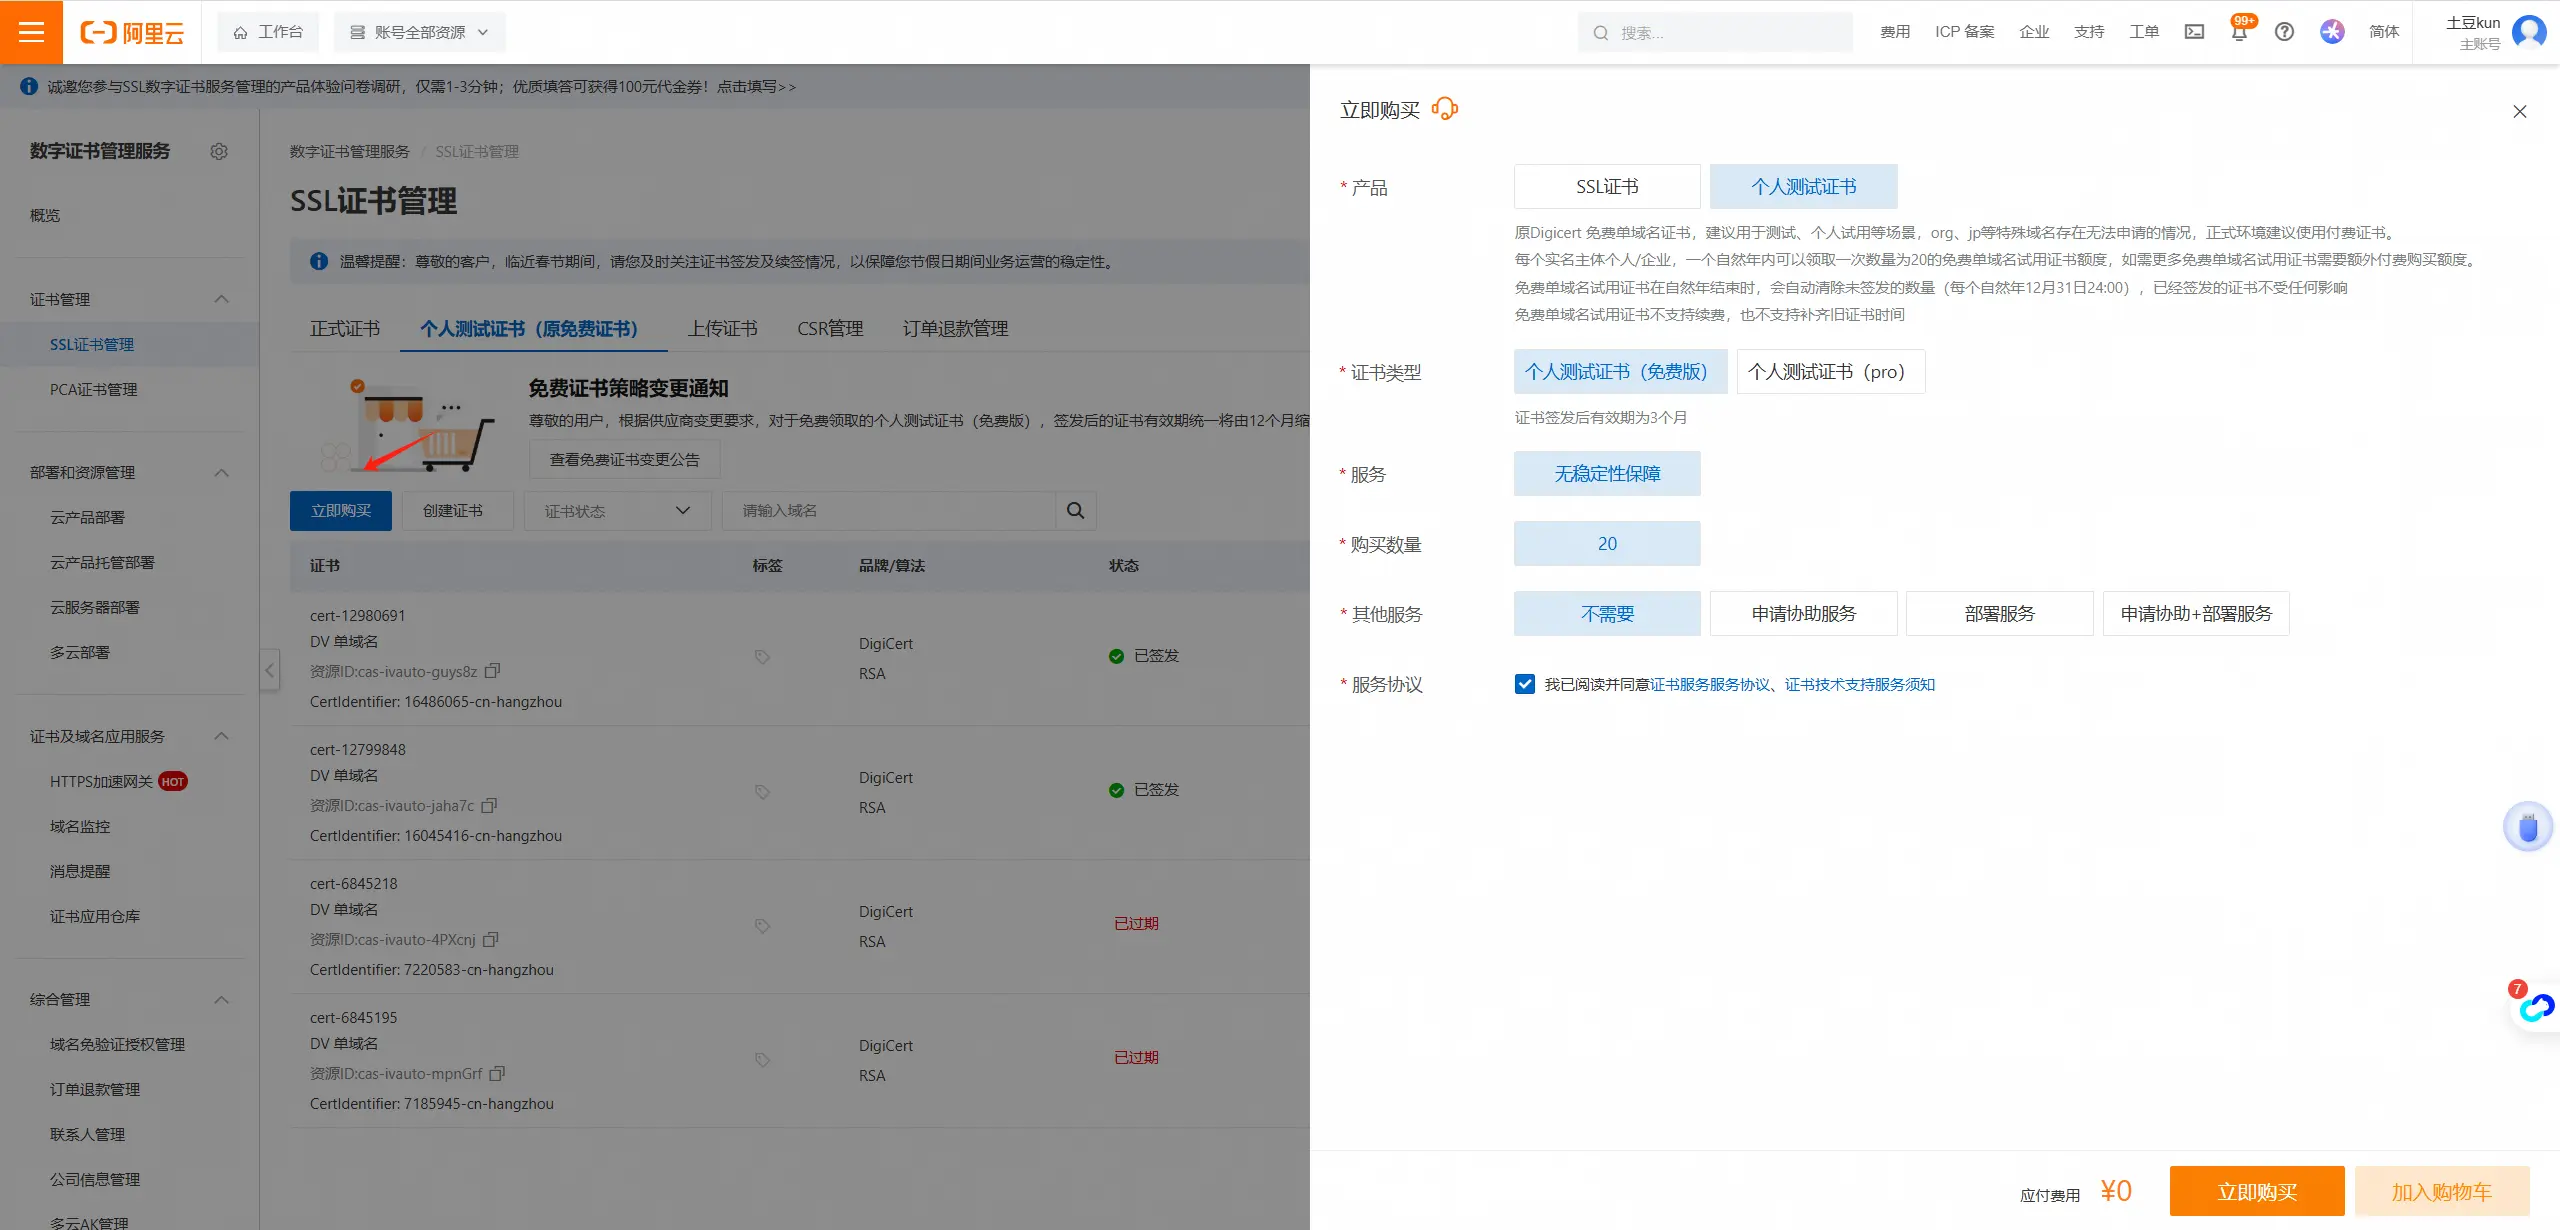 阿里云
工作台
账号全部资源
搜索...
费用
ICP 备案
企业
支持
工单
99+
简体
土豆kun
主账号
诚邀您参与SSL数字证书服务管理的产品体验问卷调研，仅需1-3分钟；优质填答可获得100元代金券！点击填写>>
数字证书管理服务
概览
证书管理
SSL证书管理
PCA证书管理
部署和资源管理
云产品部署
云产品托管部署
云服务器部署
多云部署
证书及域名应用服务
HTTPS加速网关 HOT
域名监控
消息提醒
证书应用仓库
综合管理
域名免验证授权管理
订单退款管理
联系人管理
公司信息管理
多云AK管理
数字证书管理服务 / SSL证书管理
SSL证书管理
温馨提醒：尊敬的客户，临近春节期间，请您及时关注证书签发及续签情况，以保障您节假日期间业务运营的稳定性。
正式证书 个人测试证书（原免费证书） 上传证书 CSR管理 订单退款管理
免费证书策略变更通知
尊敬的用户，根据供应商变更要求，对于免费领取的个人测试证书（免费版），签发后的证书有效期统一将由12个月缩
查看免费证书变更公告
立即购买 创建证书 证书状态 请输入域名
证书 标签 品牌/算法 状态
cert-12980691
DV 单域名
资源ID:cas-ivauto-guys8z
CertIdentifier: 16486065-cn-hangzhou
DigiCert
RSA
已签发
cert-12799848
DV 单域名
资源ID:cas-ivauto-jaha7c
CertIdentifier: 16045416-cn-hangzhou
DigiCert
RSA
已签发
cert-6845218
DV 单域名
资源ID:cas-ivauto-4PXcnj
CertIdentifier: 7220583-cn-hangzhou
DigiCert
RSA
已过期
cert-6845195
DV 单域名
资源ID:cas-ivauto-mpnGrf
CertIdentifier: 7185945-cn-hangzhou
DigiCert
RSA
已过期
立即购买
* 产品 SSL证书 个人测试证书
原Digicert 免费单域名证书，建议用于测试、个人试用等场景，org、jp等特殊域名存在无法申请的情况，正式环境建议使用付费证书。
每个实名主体个人/企业，一个自然年内可以领取一次数量为20的免费单域名试用证书额度，如需更多免费单域名试用证书需要额外付费购买额度。
免费单域名试用证书在自然年结束时，会自动清除未签发的数量（每个自然年12月31日24:00），已经签发的证书不受任何影响
免费单域名试用证书不支持续费，也不支持补齐旧证书时间
* 证书类型 个人测试证书（免费版） 个人测试证书（pro）
证书签发后有效期为3个月
* 服务 无稳定性保障
* 购买数量 20
* 其他服务 不需要 申请协助服务 部署服务 申请协助+部署服务
* 服务协议 我已阅读并同意证书服务服务协议、证书技术支持服务须知
7
应付费用 ¥0 立即购买 加入购物车